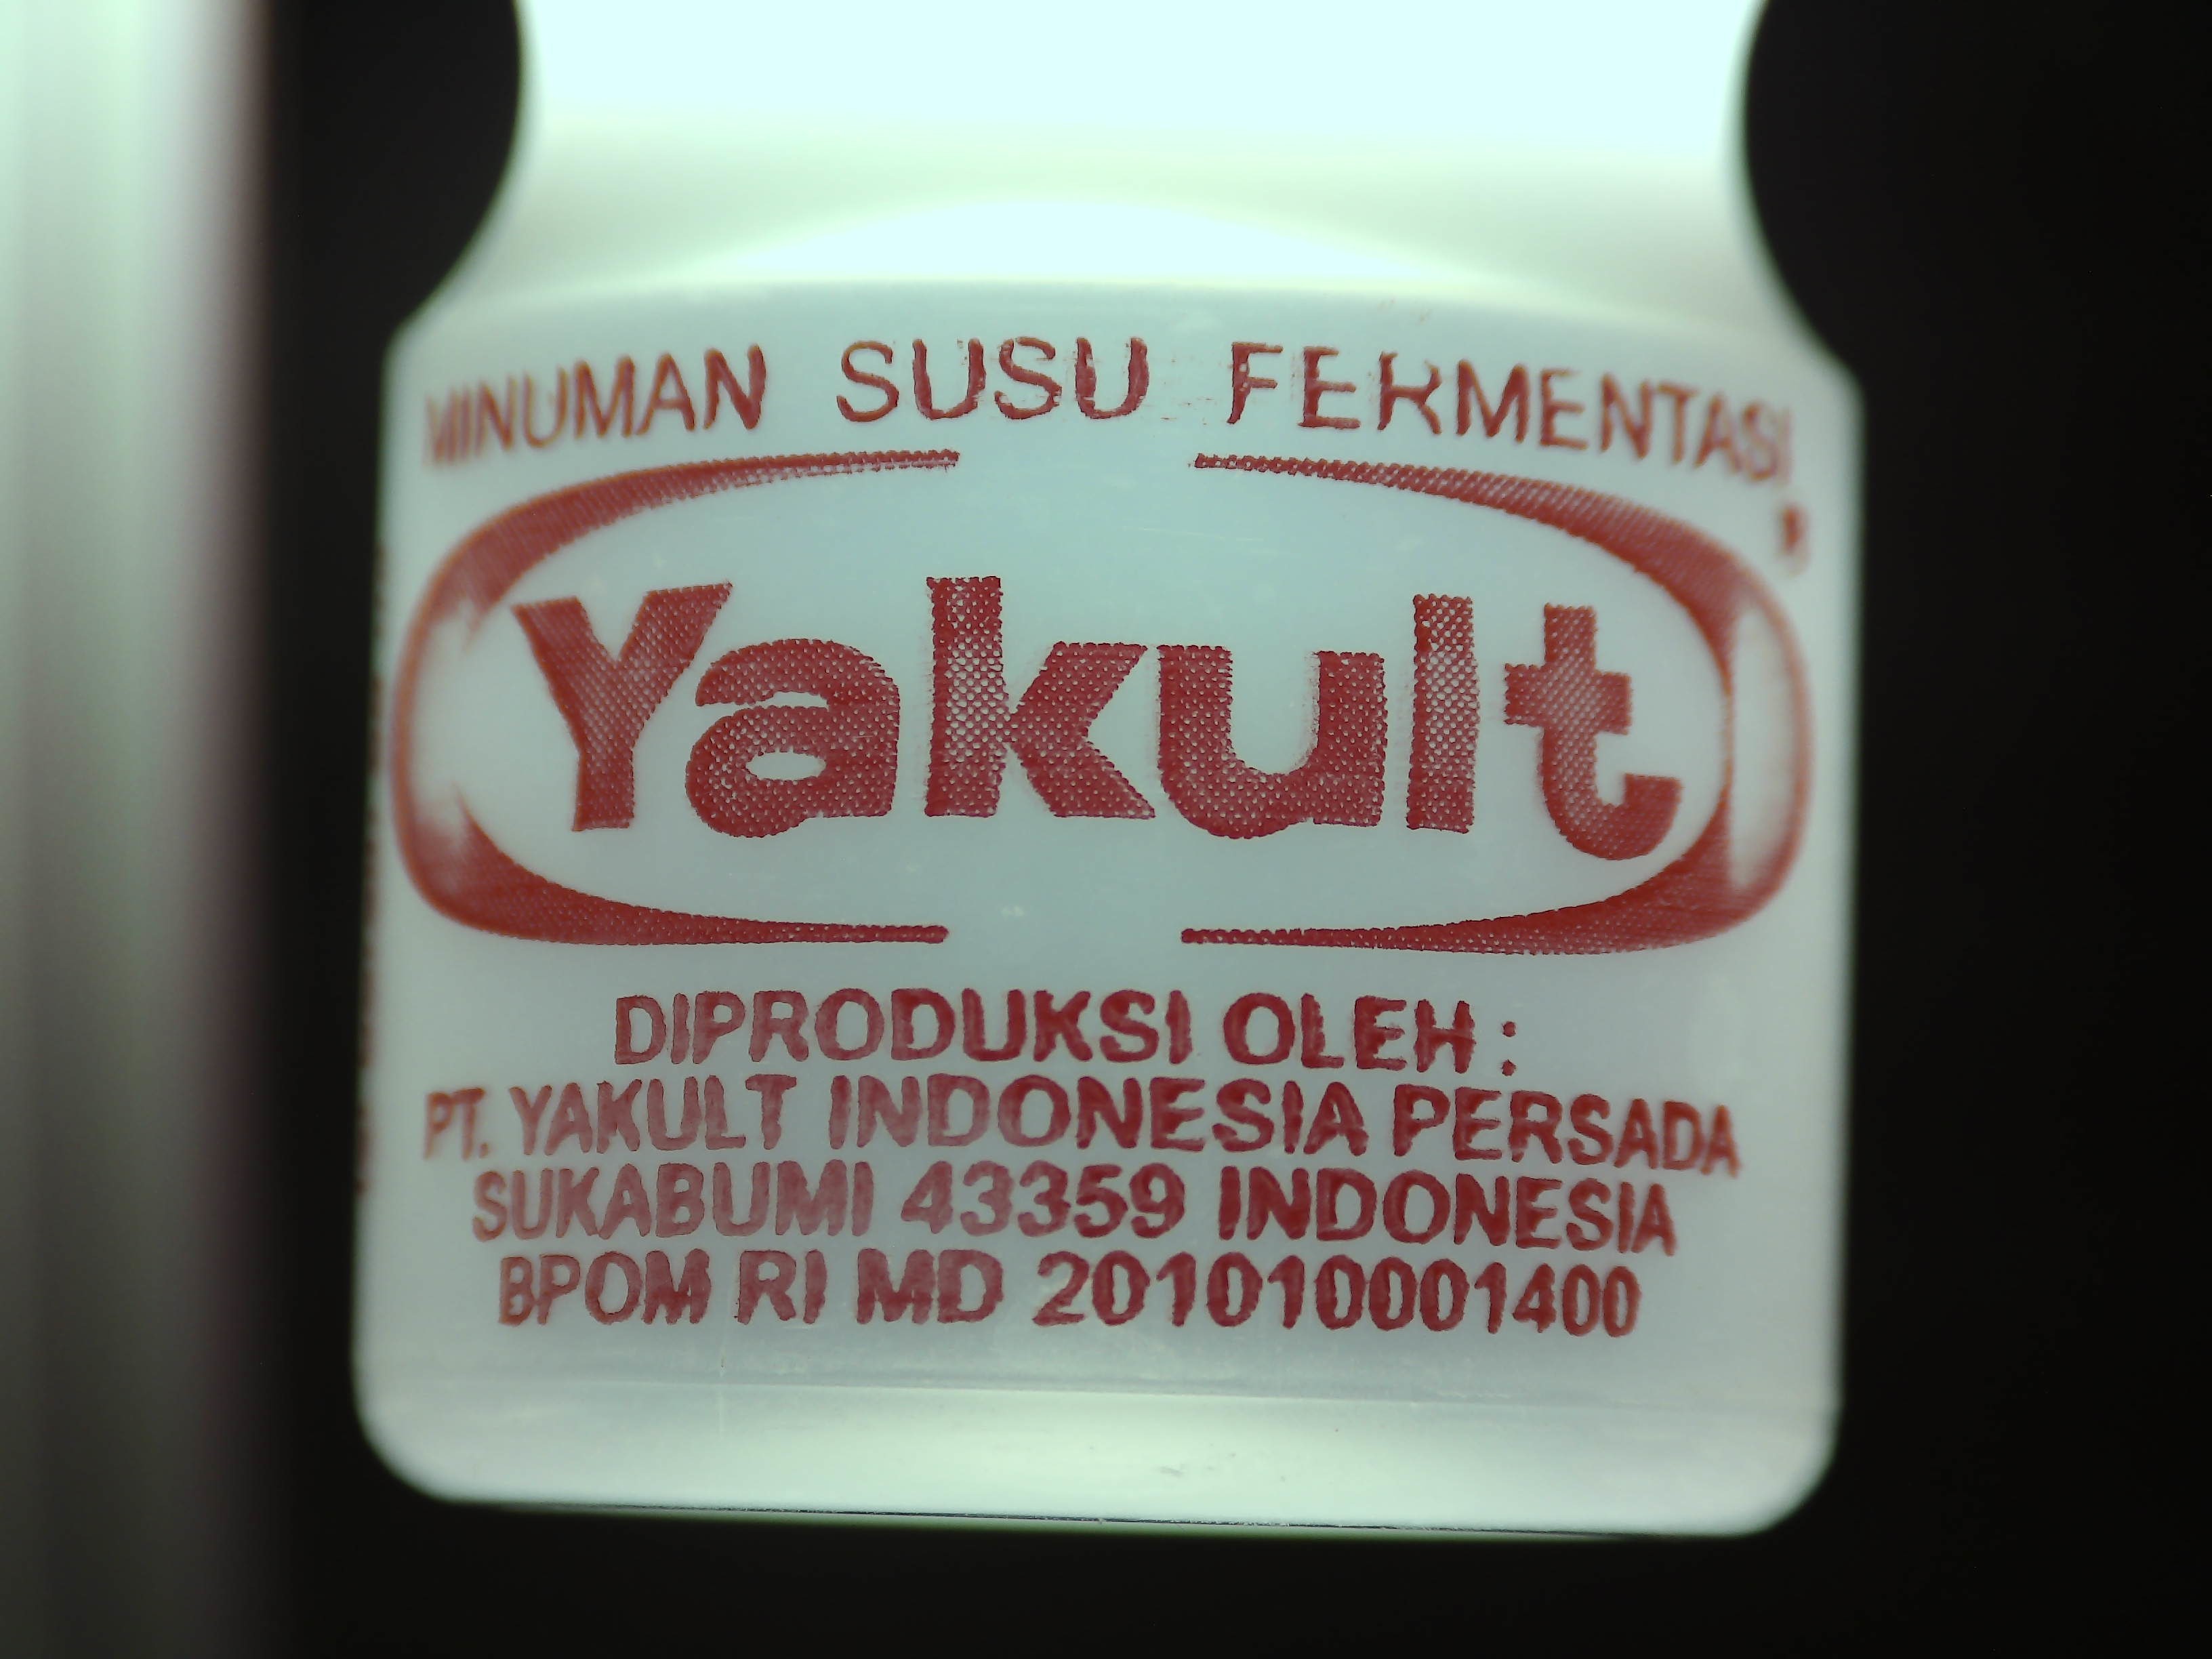 MINUMAN SUSU FERMENTASI
Yakult
DIPRODUKSI OLEH :
PT. YAKULT INDONESIA PERSADA
SUKABUMI 43359 INDONESIA
BPOM RI MD 201010001400